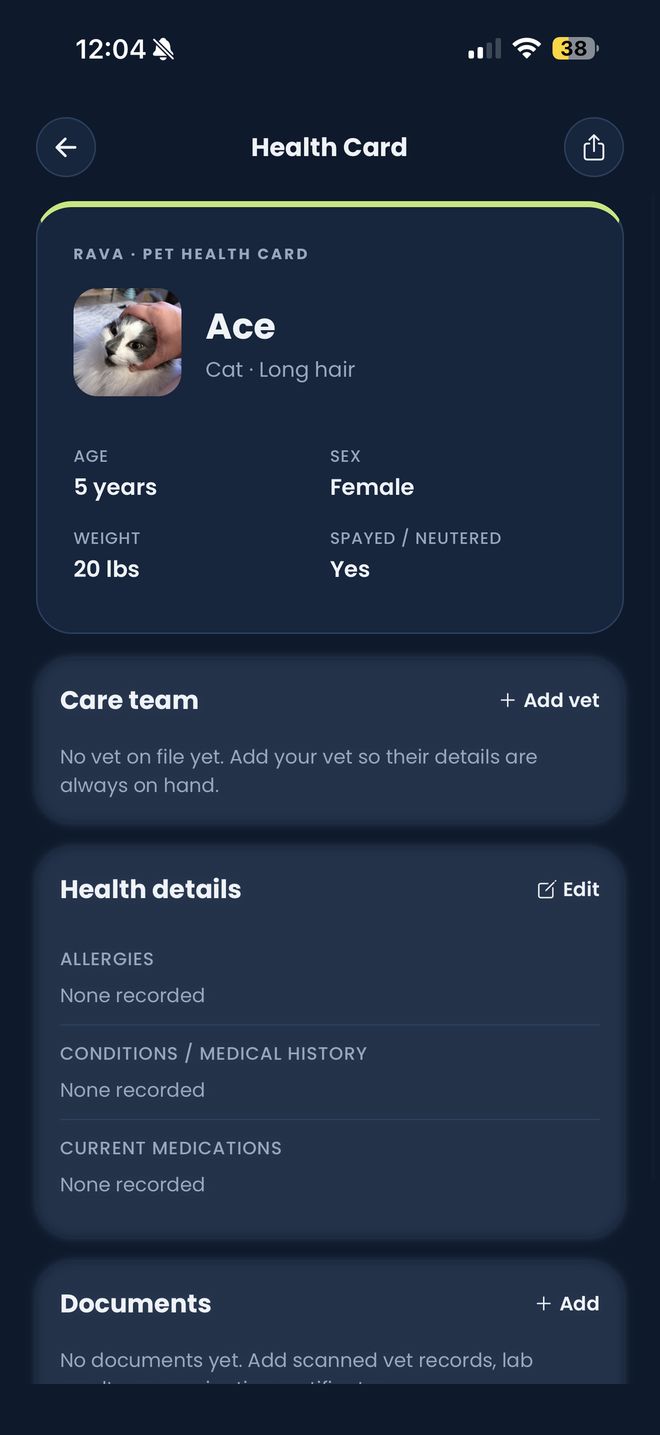 12:04
38
Health Card
RAVA · PET HEALTH CARD
Ace
Cat · Long hair
AGE
5 years
SEX
Female
WEIGHT
20 lbs
SPAYED / NEUTERED
Yes
Care team
+ Add vet
No vet on file yet. Add your vet so their details are
always on hand.
Health details
Edit
ALLERGIES
None recorded
CONDITIONS / MEDICAL HISTORY
None recorded
CURRENT MEDICATIONS
None recorded
Documents
+ Add
No documents yet. Add scanned vet records, lab